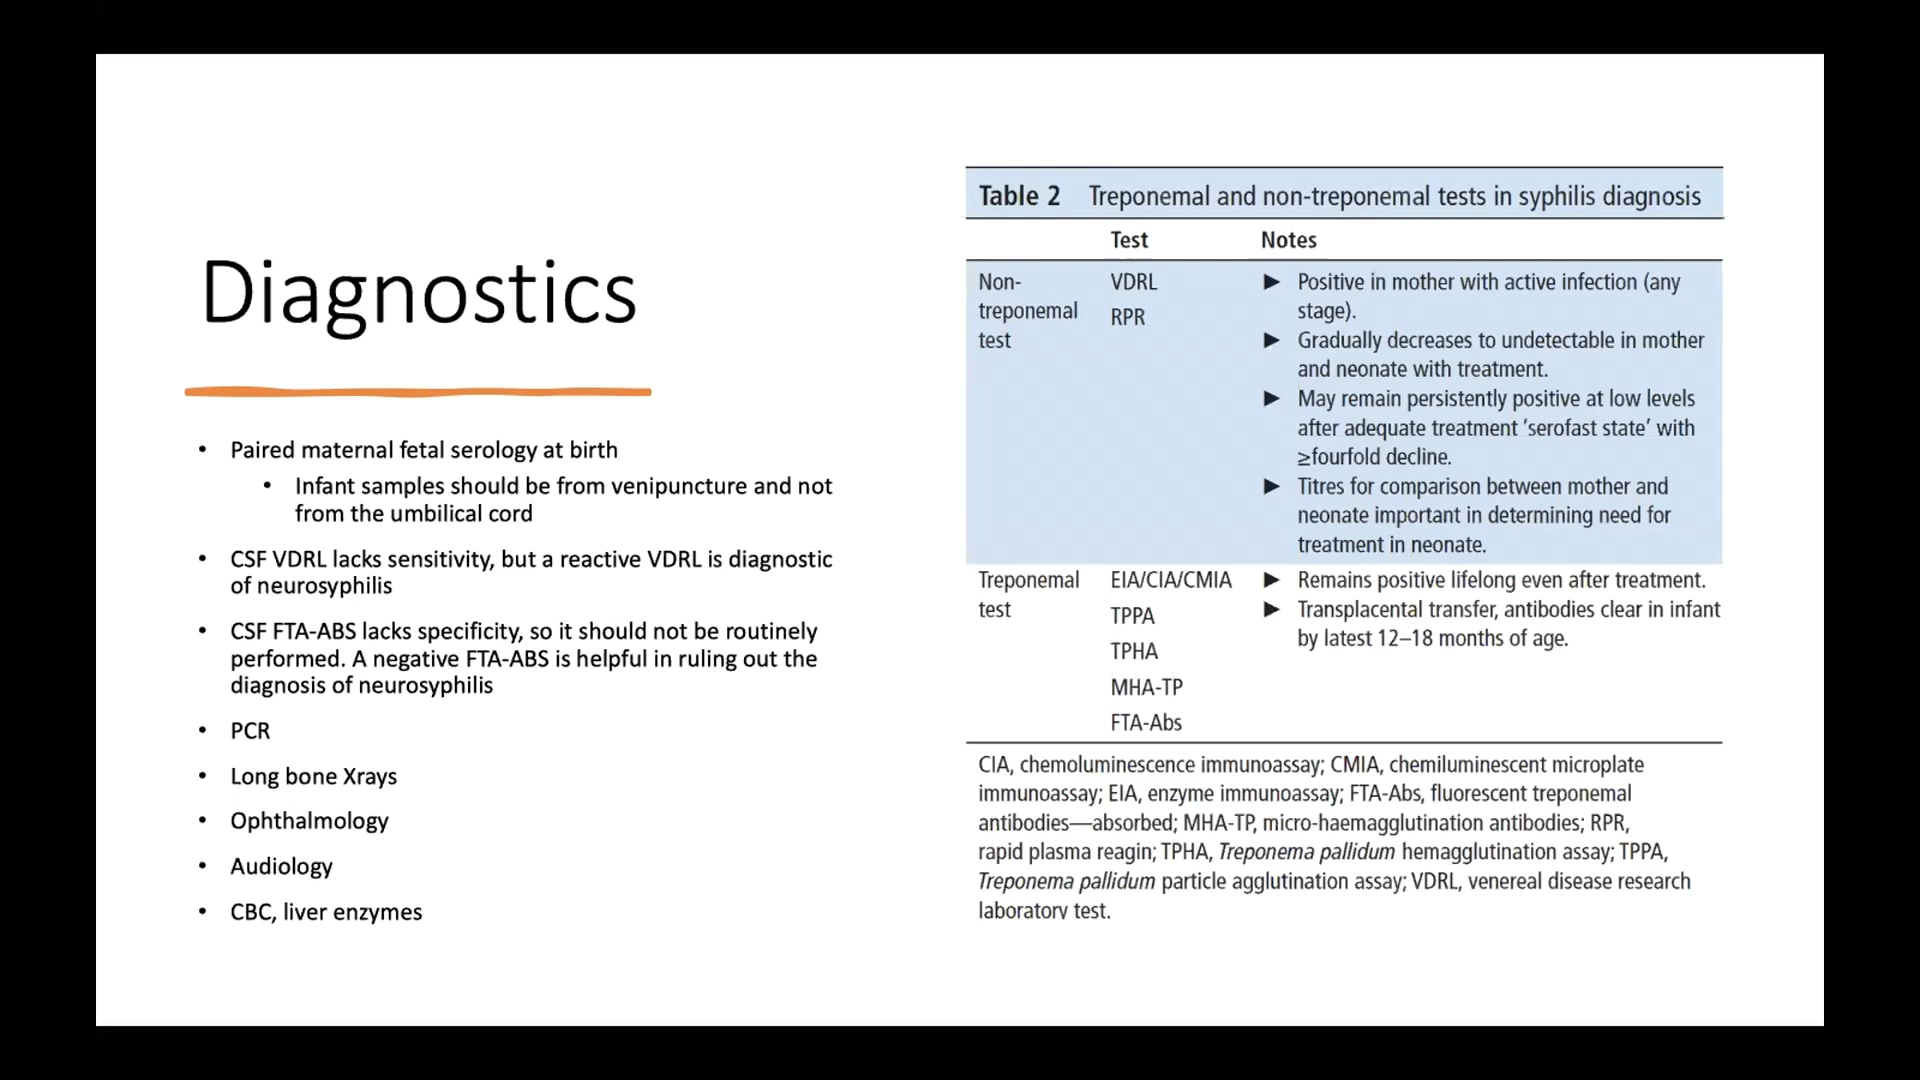 Diagnostics
• Paired maternal fetal serology at birth
• Infant samples should be from venipuncture and not
from the umbilical cord
• CSF VDRL lacks sensitivity, but a reactive VDRL is diagnostic
of neurosyphilis
• CSF FTA-ABS lacks specificity, so it should not be routinely
performed. A negative FTA-ABS is helpful in ruling out the
diagnosis of neurosyphilis
• PCR
• Long bone Xrays
• Ophthalmology
• Audiology
• CBC, liver enzymes
Table 2 Treponemal and non-treponemal tests in syphilis diagnosis
Test Notes
Non-
treponemal
test
VDRL
RPR
► Positive in mother with active infection (any
stage).
► Gradually decreases to undetectable in mother
and neonate with treatment.
► May remain persistently positive at low levels
after adequate treatment ‘serofast state’ with
≥fourfold decline.
► Titres for comparison between mother and
neonate important in determining need for
treatment in neonate.
Treponemal
test
EIA/CIA/CMIA
TPPA
TPHA
MHA-TP
FTA-Abs
► Remains positive lifelong even after treatment.
► Transplacental transfer, antibodies clear in infant
by latest 12–18 months of age.
CIA, chemoluminescence immunoassay; CMIA, chemiluminescent microplate
immunoassay; EIA, enzyme immunoassay; FTA-Abs, fluorescent treponemal
antibodies—absorbed; MHA-TP, micro-haemagglutination antibodies; RPR,
rapid plasma reagin; TPHA, Treponema pallidum hemagglutination assay; TPPA,
Treponema pallidum particle agglutination assay; VDRL, venereal disease research
laboratory test.